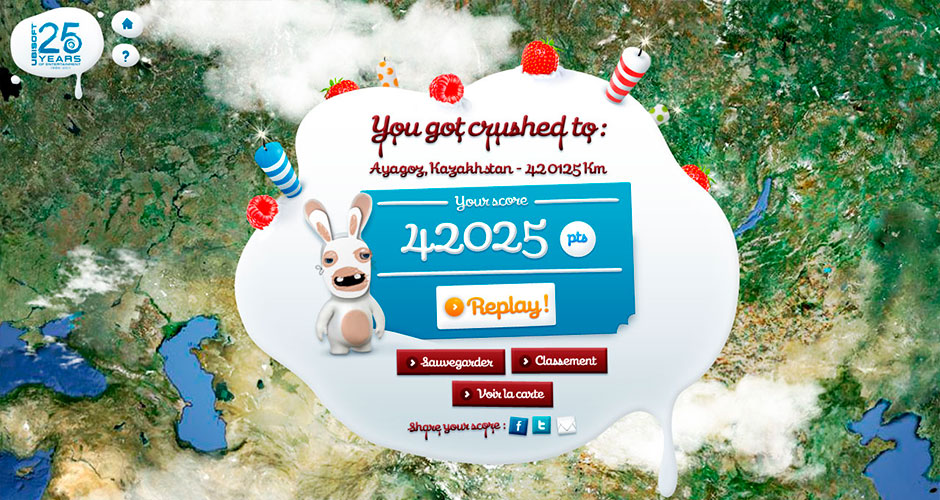 UBISOFT
25
YEARS
OF ENTERTAINMENT
?
You got crushed to:
Ayagoz, Kazakhstan - 420125 Km
Your score
42025 pts
Replay!
Sauvegarder
Classement
Voir la carte
Share your score :